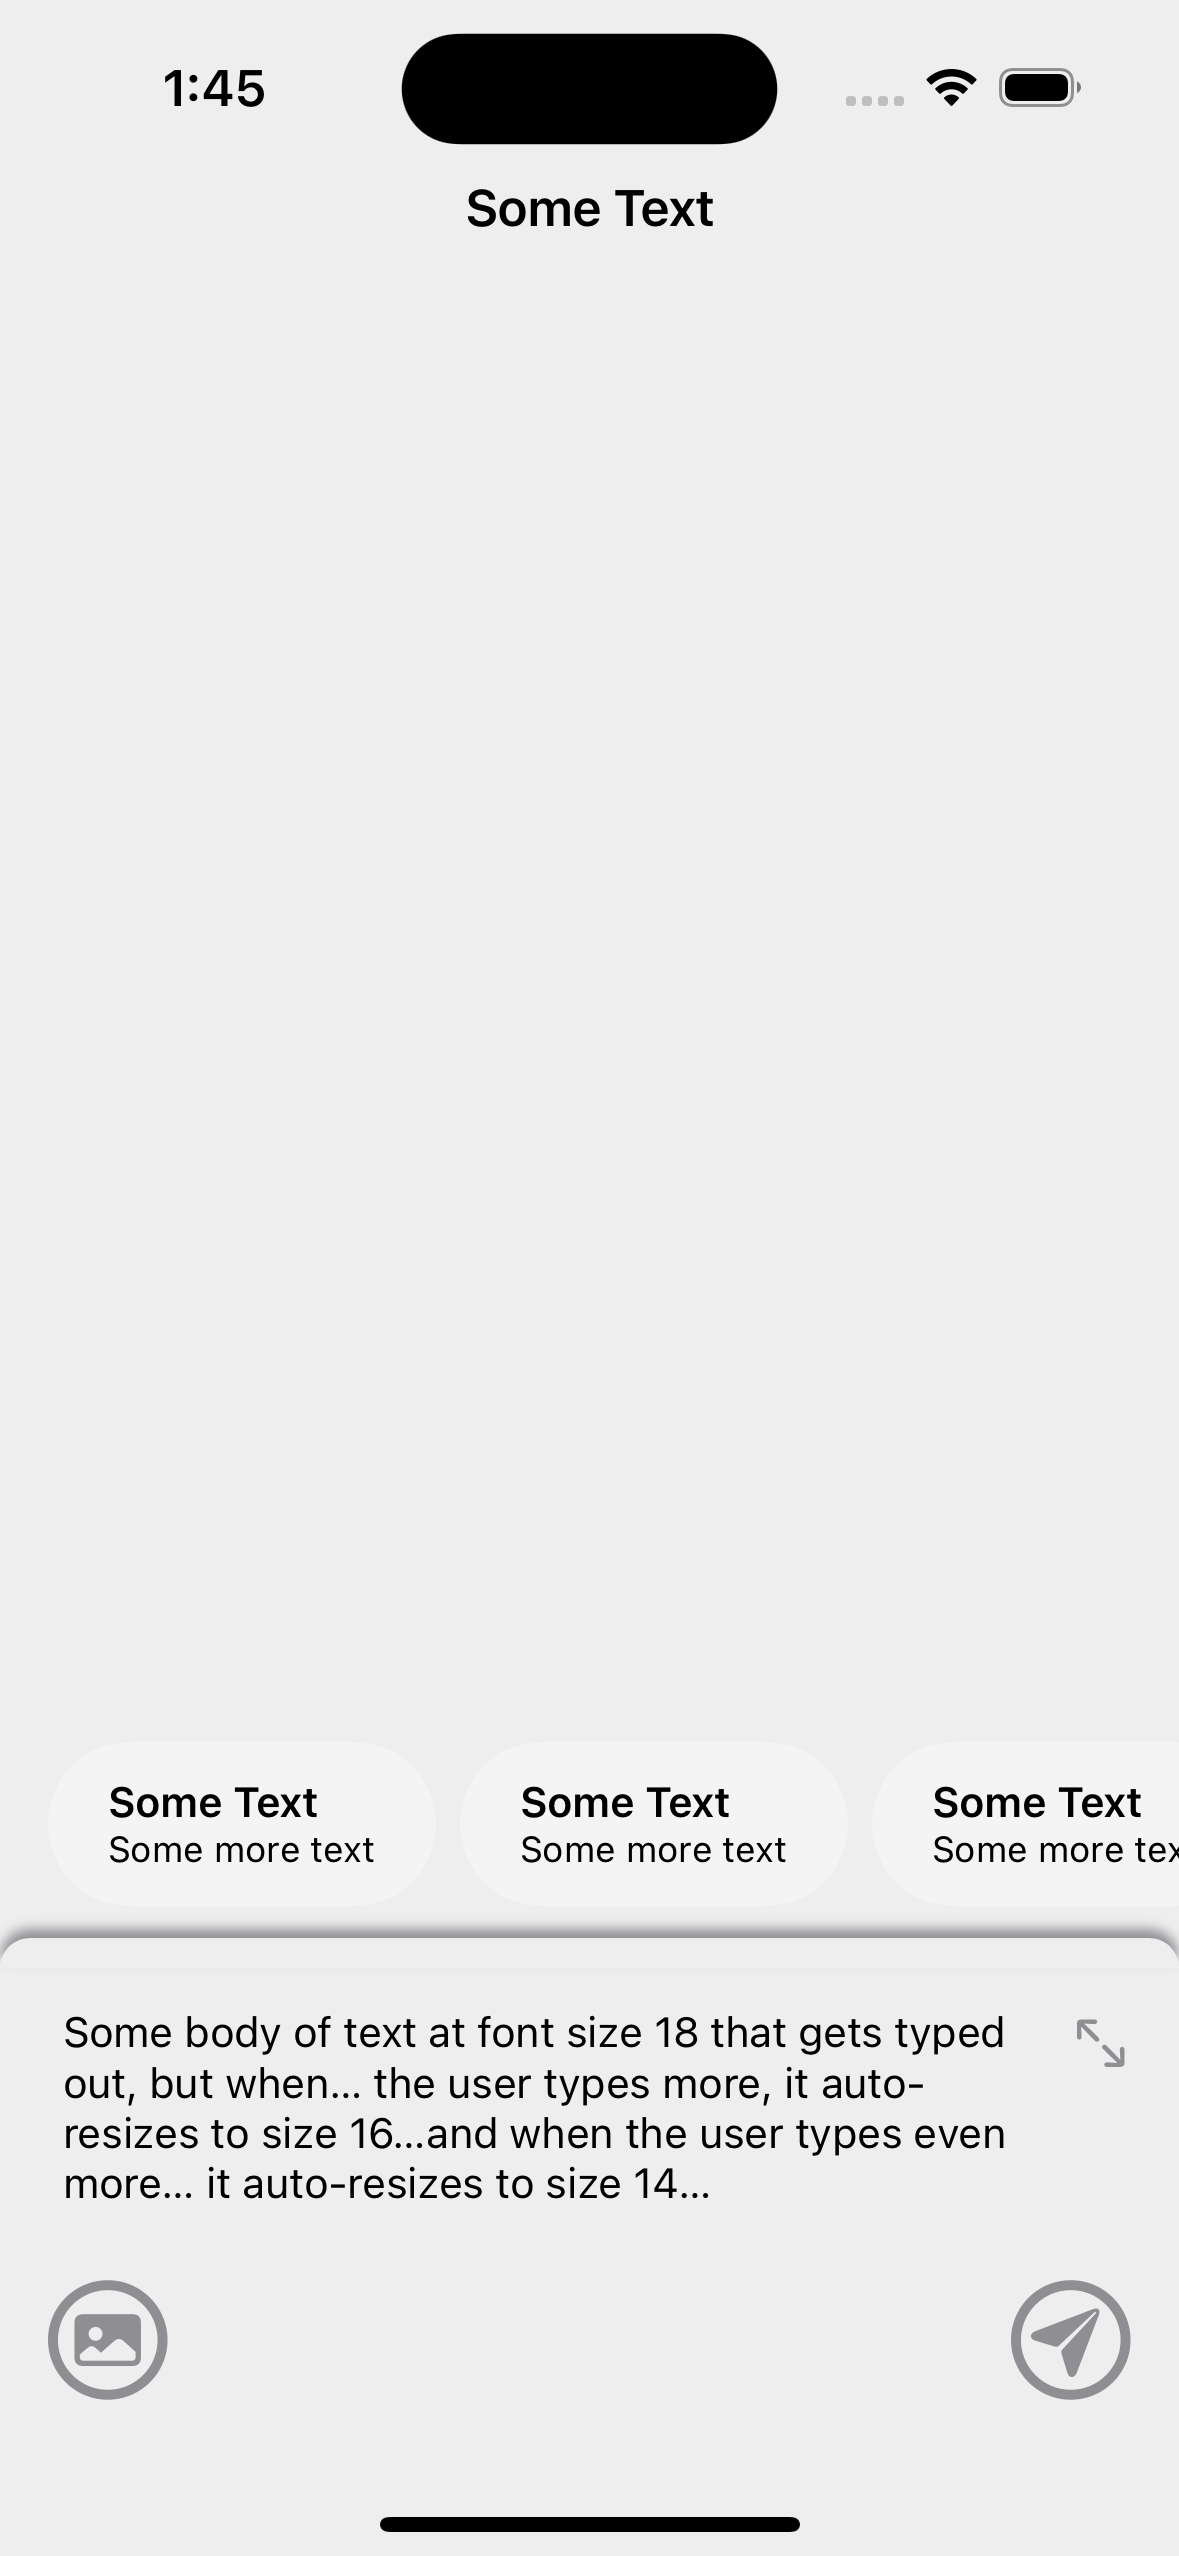 1:45
Some Text
Some Text
Some more text
Some Text
Some more text
Some Text
Some more tex
Some body of text at font size 18 that gets typed
out, but when... the user types more, it auto-
resizes to size 16...and when the user types even
more... it auto-resizes to size 14...